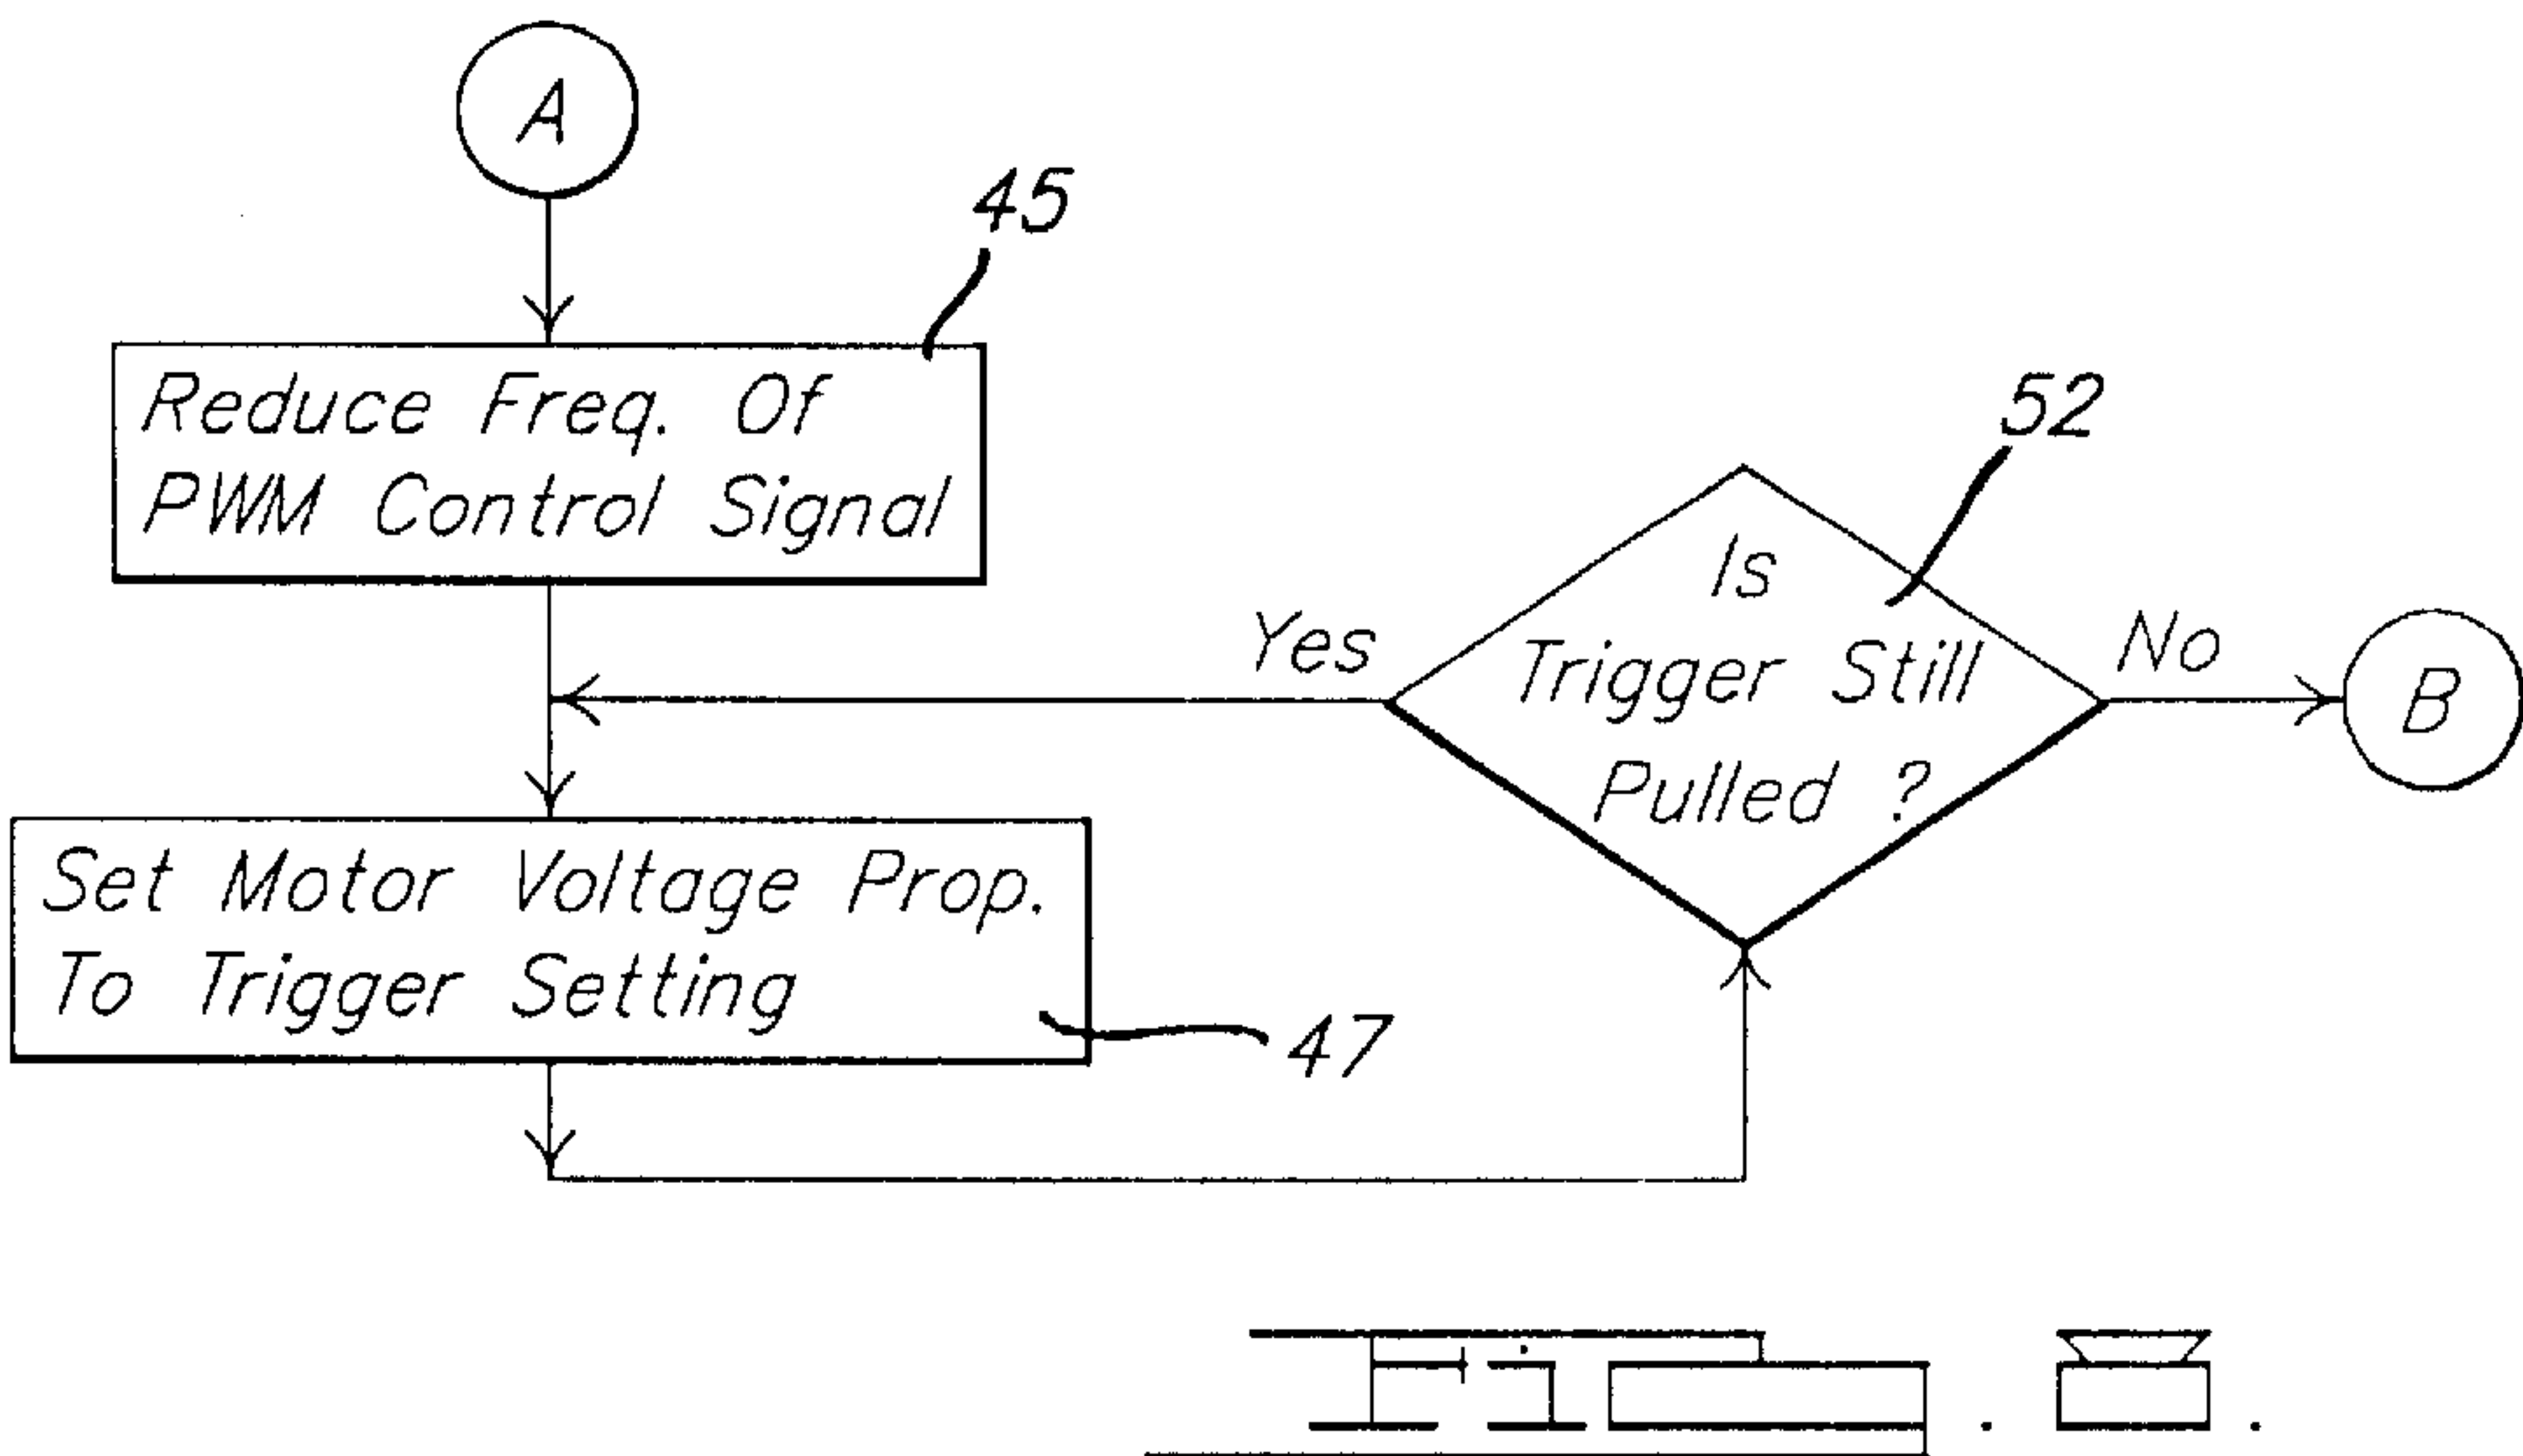 A
45
Reduce Freq. Of
PWM Control Signal
52
Is
Trigger Still
Pulled ?
Yes
No
B
Set Motor Voltage Prop.
To Trigger Setting
47